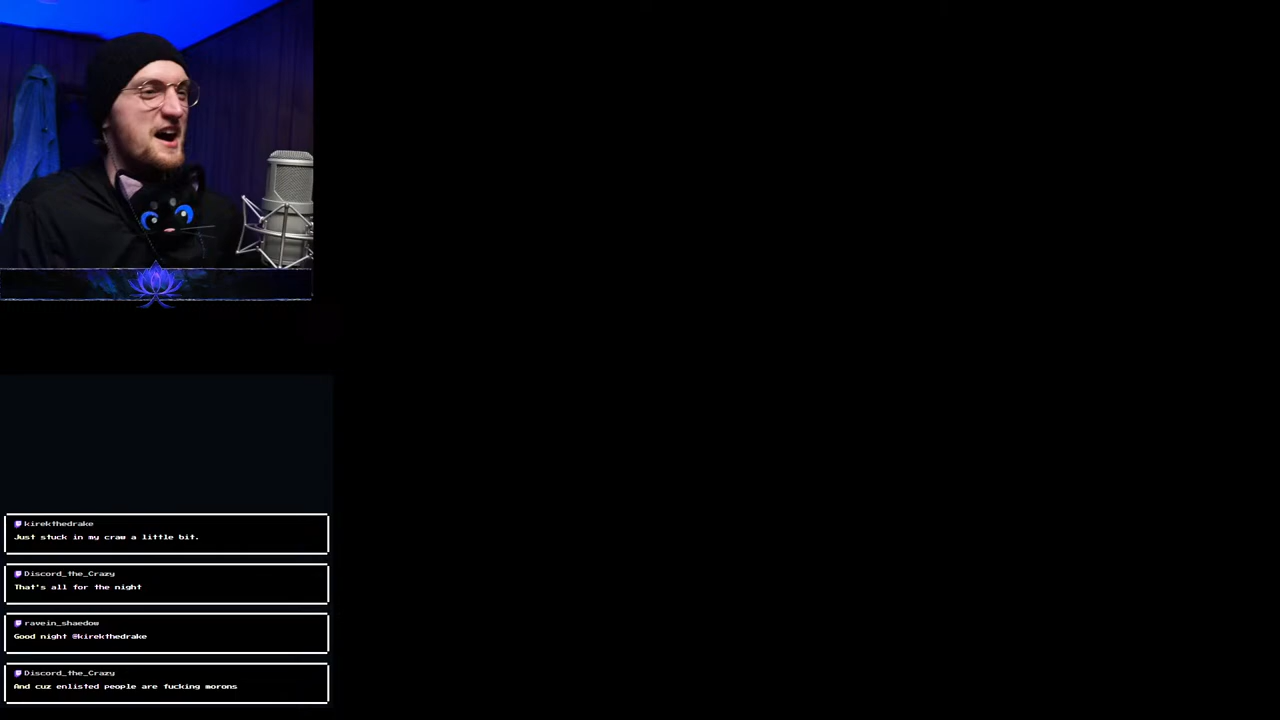 kirekthedrake
Just stuck in my craw a little bit.
Discord_the_Crazy
That's all for the night
ravein_shaedow
Good night @kirekthedrake
Discord_the_Crazy
And cuz enlisted people are fucking morons